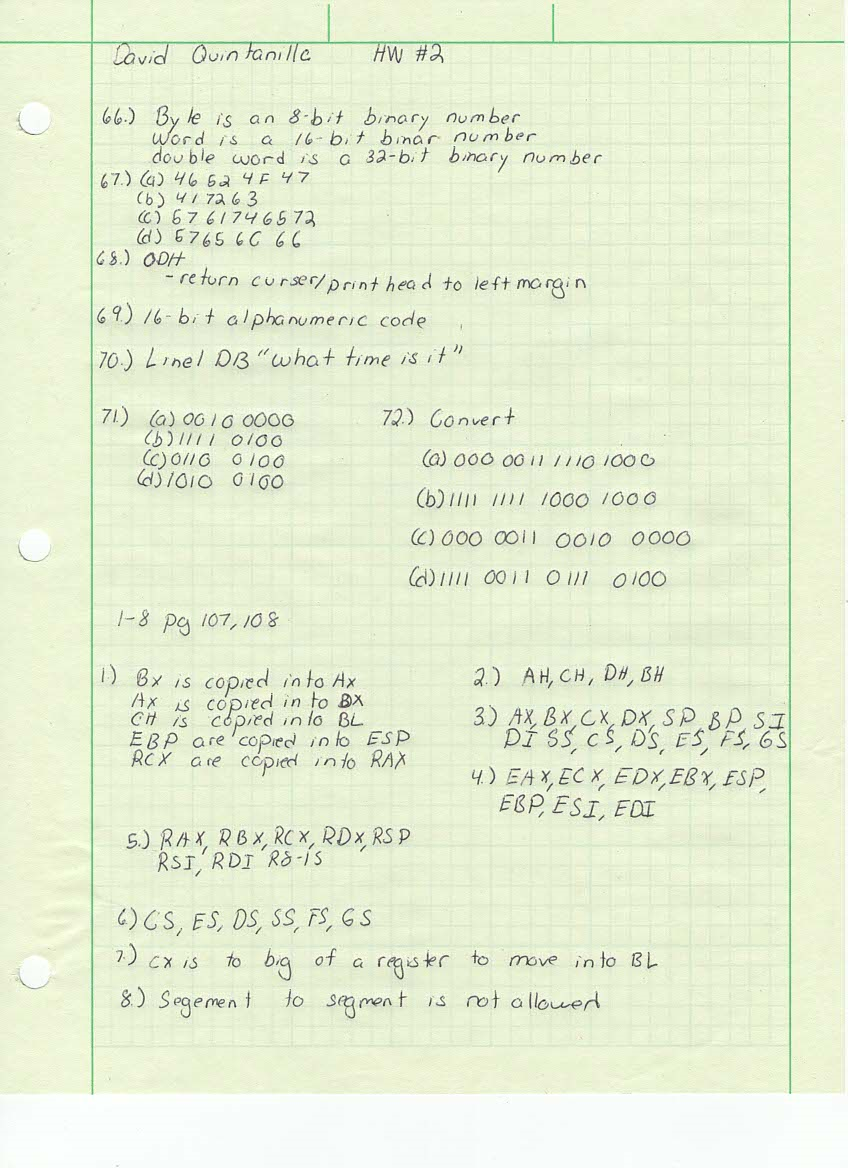 David Quintanilla HW #2
66.) Byte is an 8-bit binary number
Word is a 16-bit binar number
double word is a 32-bit binary number
67.) (a) 46 52 4F 47
(b) 41 72 63
(c) 57 61 74 65 72
(d) 57 65 6C 6C
68.) 0DH
- return curser/print head to left margin
69.) 16-bit alphanumeric code
70.) Line1 DB "What time is it"
71.) (a) 0010 0000
(b) 1111 0100
(c) 0110 0100
(d) 1010 0100
72.) Convert
(a) 000 0011 1110 1000
(b) 1111 1111 1000 1000
(c) 000 0011 0010 0000
(d) 1111 0011 0111 0100
1-8 pg 107, 108
1.) BX is copied into AX
AX is copied in to BX
CH is copied into BL
EBP are copied into ESP
RCX are copied into RAX
2.) AH, CH, DH, BH
3.) AX, BX, CX, DX, SP, BP, SI
DI SS, CS, DS, ES, FS, GS
4.) EAX, ECX, EDX, EBX, ESP,
EBP, ESI, EDI
5.) RAX, RBX, RCX, RDX, RSP
RSI, RDI R8-15
6.) CS, ES, DS, SS, FS, GS
7.) CX is to big of a register to move into BL
8.) Segement to segment is not allowed